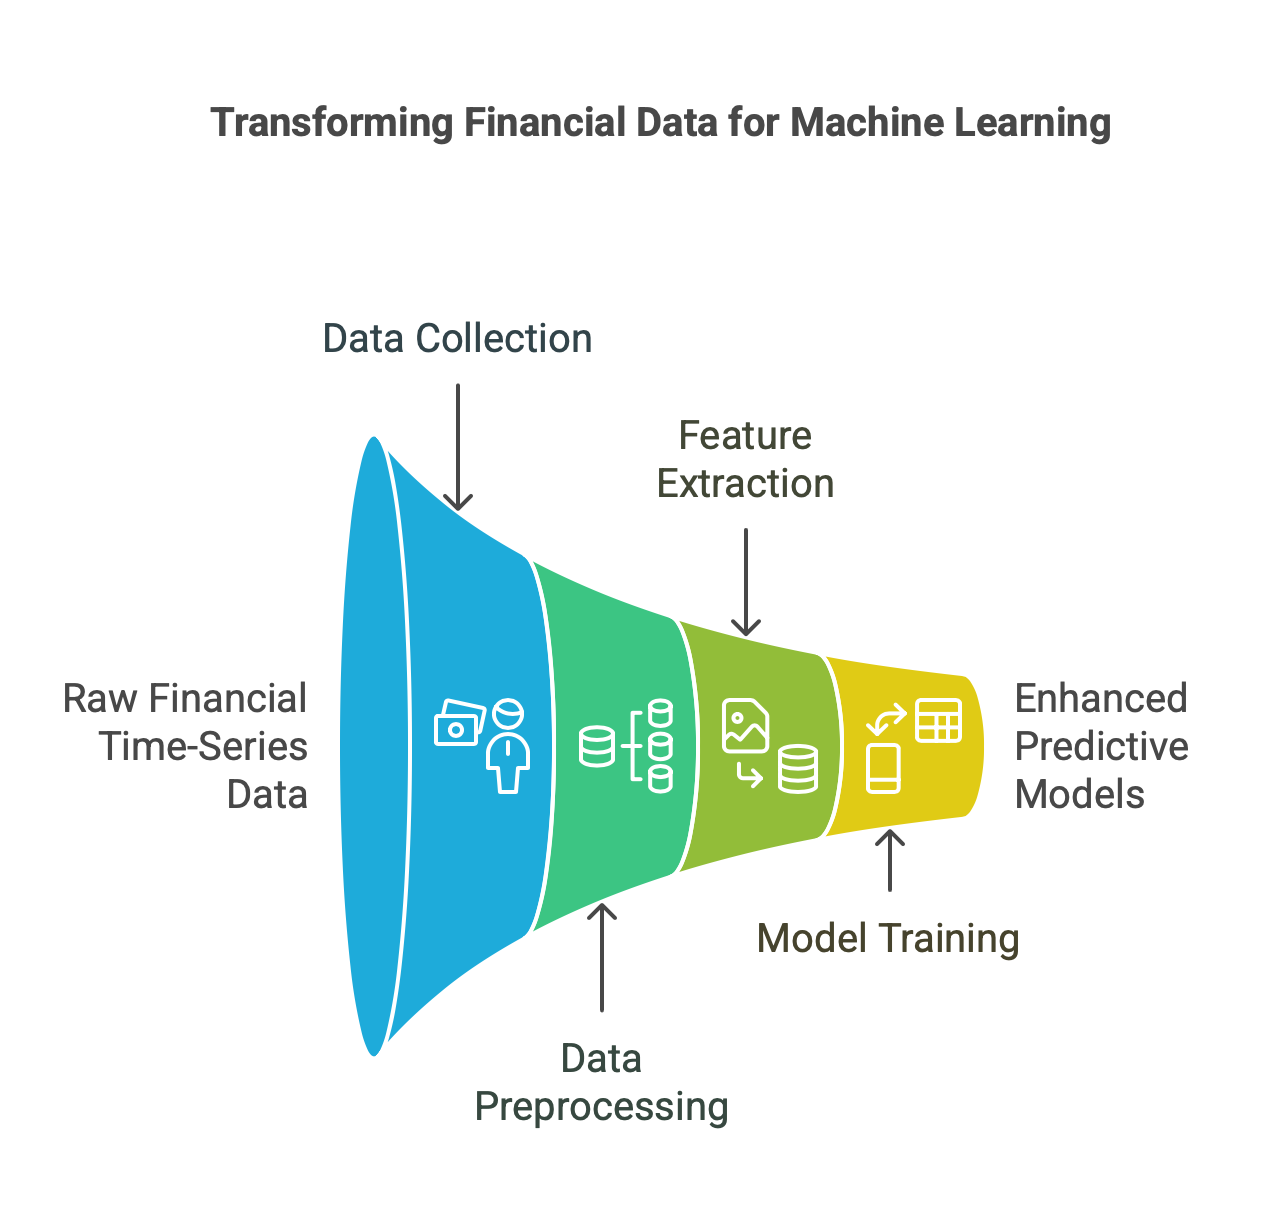 Transforming Financial Data for Machine Learning
Data Collection
Feature
Extraction
Raw Financial
Time-Series
Data
Enhanced
Predictive
Models
Model Training
Data
Preprocessing